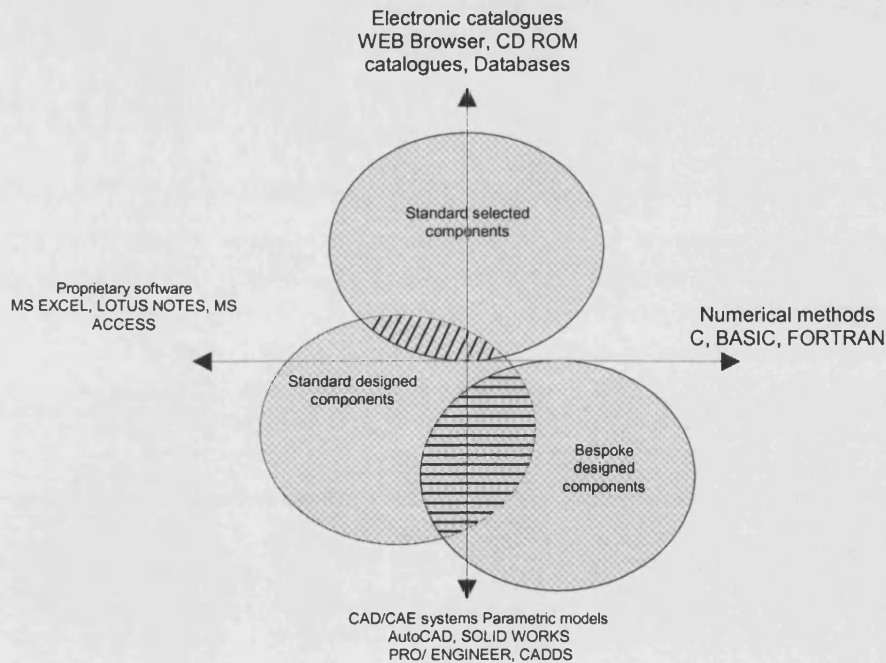 Electronic catalogues
WEB Browser, CD ROM
catalogues, Databases
Standard selected
components
Proprietary software
MS EXCEL, LOTUS NOTES, MS
ACCESS
Numerical methods
C, BASIC, FORTRAN
Standard designed
components
Bespoke
designed
components
CAD/CAE systems Parametric models
AutoCAD, SOLID WORKS
PRO/ ENGINEER, CADDS